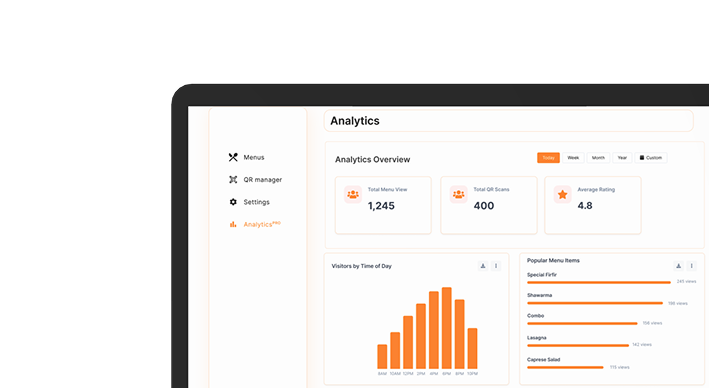 Analytics
Menus
QR manager
Settings
Analytics PRO
Analytics Overview
Today Week Month Year Custom
Total Menu View
1,245
Total QR Scans
400
Average Rating
4.8
Visitors by Time of Day
8AM 10AM 12PM 2PM 4PM 6PM 8PM 10PM
Popular Menu Items
Special Firfir
245 views
Shawarma
198 views
Combo
156 views
Lasagna
142 views
Caprese Salad
115 views